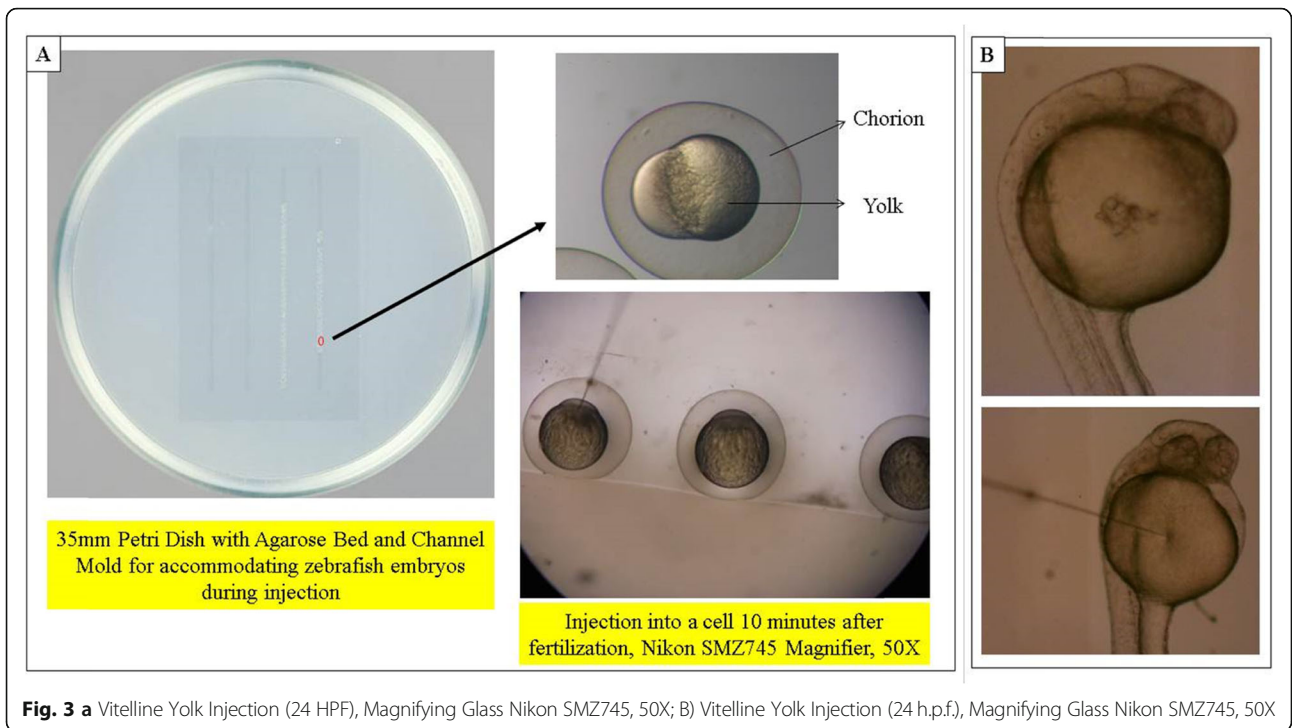 A
B
Chorion
Yolk
0
35mm Petri Dish with Agarose Bed and Channel
Mold for accommodating zebrafish embryos
during injection
Injection into a cell 10 minutes after
fertilization, Nikon SMZ745 Magnifier, 50X
Fig. 3 a Vitelline Yolk Injection (24 HPF), Magnifying Glass Nikon SMZ745, 50X; B) Vitelline Yolk Injection (24 h.p.f.), Magnifying Glass Nikon SMZ745, 50X